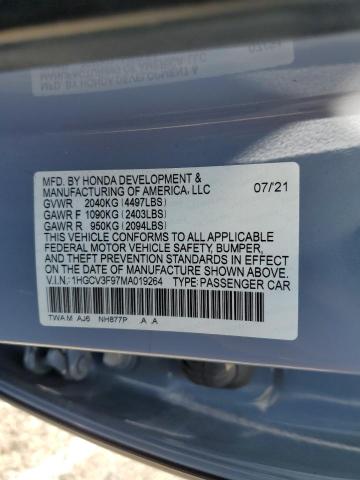 MFD. BY HONDA DEVELOPMENT &
MANUFACTURING OF AMERICA, LLC 07/21
GVWR 2040KG (4497LBS)
GAWR F 1090KG (2403LBS)
GAWR R 950KG (2094LBS)
THIS VEHICLE CONFORMS TO ALL APPLICABLE
FEDERAL MOTOR VEHICLE SAFETY, BUMPER,
AND THEFT PREVENTION STANDARDS IN EFFECT
ON THE DATE OF MANUFACTURE SHOWN ABOVE.
V.I.N.: 1HGCV3F97MA019264 TYPE: PASSENGER CAR
TWA M AJ6 NH877P A A